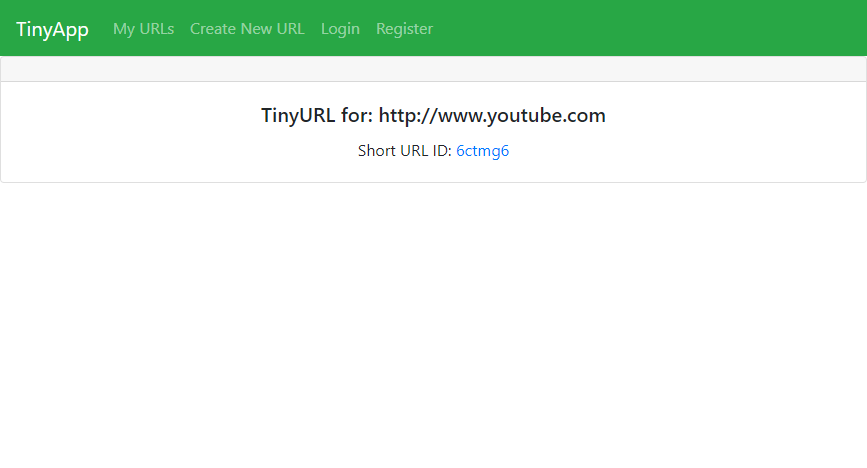 TinyApp My URLs Create New URL Login Register
TinyURL for: http://www.youtube.com
Short URL ID: 6ctmg6